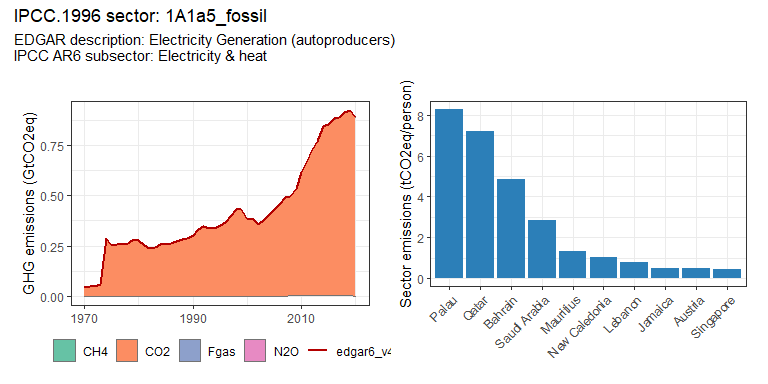 IPCC.1996 sector: 1A1a5_fossil
EDGAR description: Electricity Generation (autoproducers)
IPCC AR6 subsector: Electricity & heat
GHG emissions (GtCO2eq)
0.75
0.50
0.25
0.00
1970
1990
2010
CH4
CO2
Fgas
N2O
edgar6_v4
Sector emissions (tCO2eq/person)
8
6
4
2
0
Palau
Qatar
Bahrain
Saudi Arabia
Mauritius
New Caledonia
Lebanon
Jamaica
Austria
Singapore